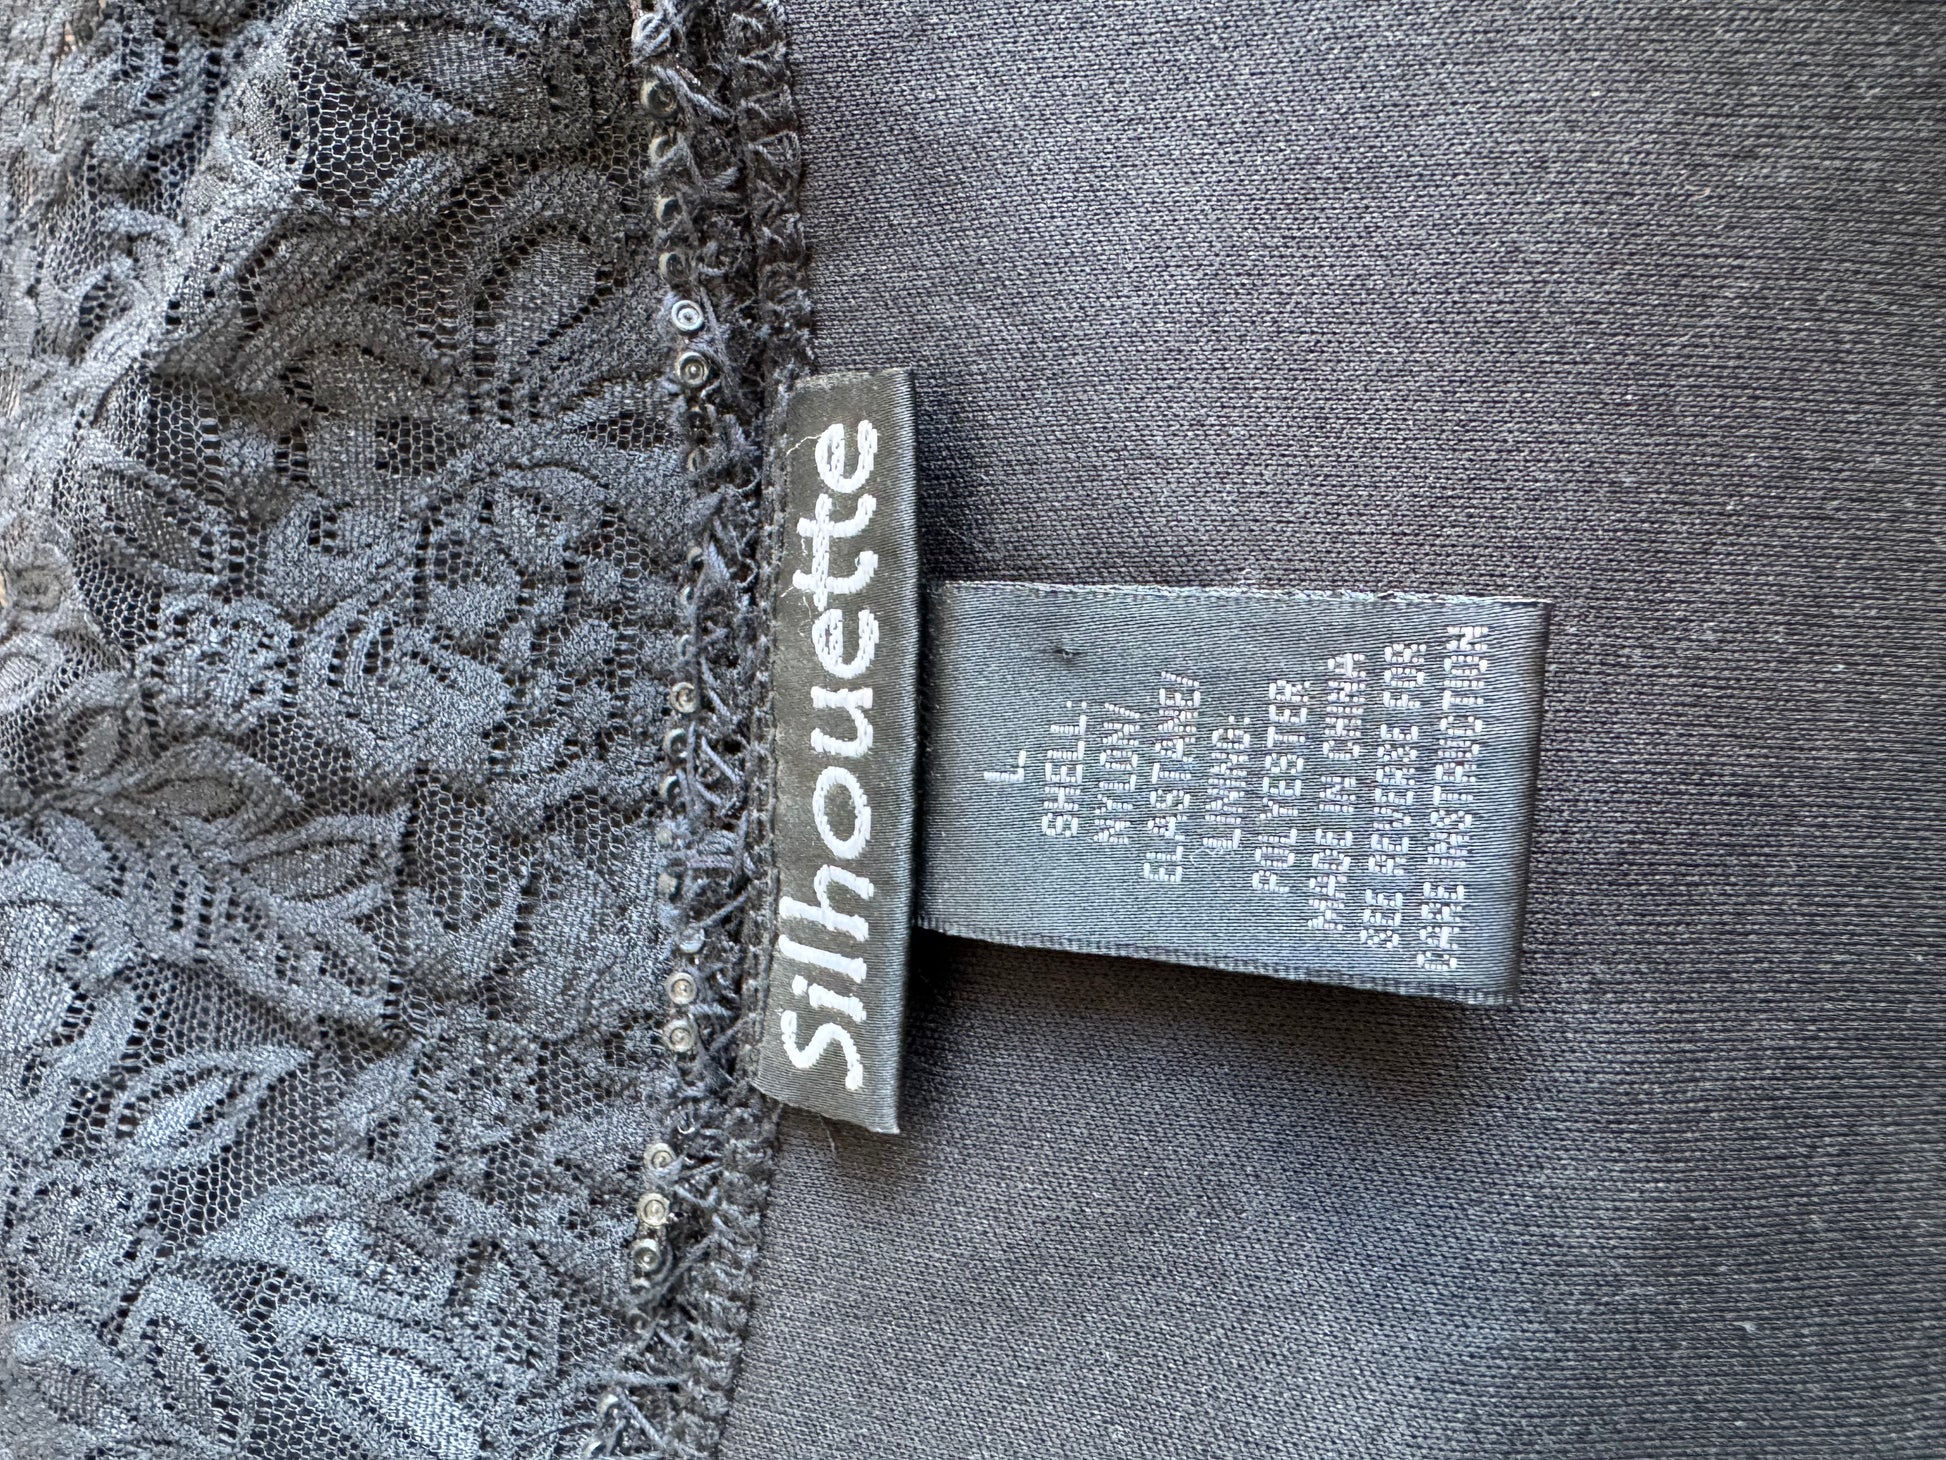 Silhouette
L
SHELL:
NYLON/
ELASTANE/
LINING:
POLYESTER
MADE IN CHINA
SEE REVERSE FOR
CARE INSTRUCTION